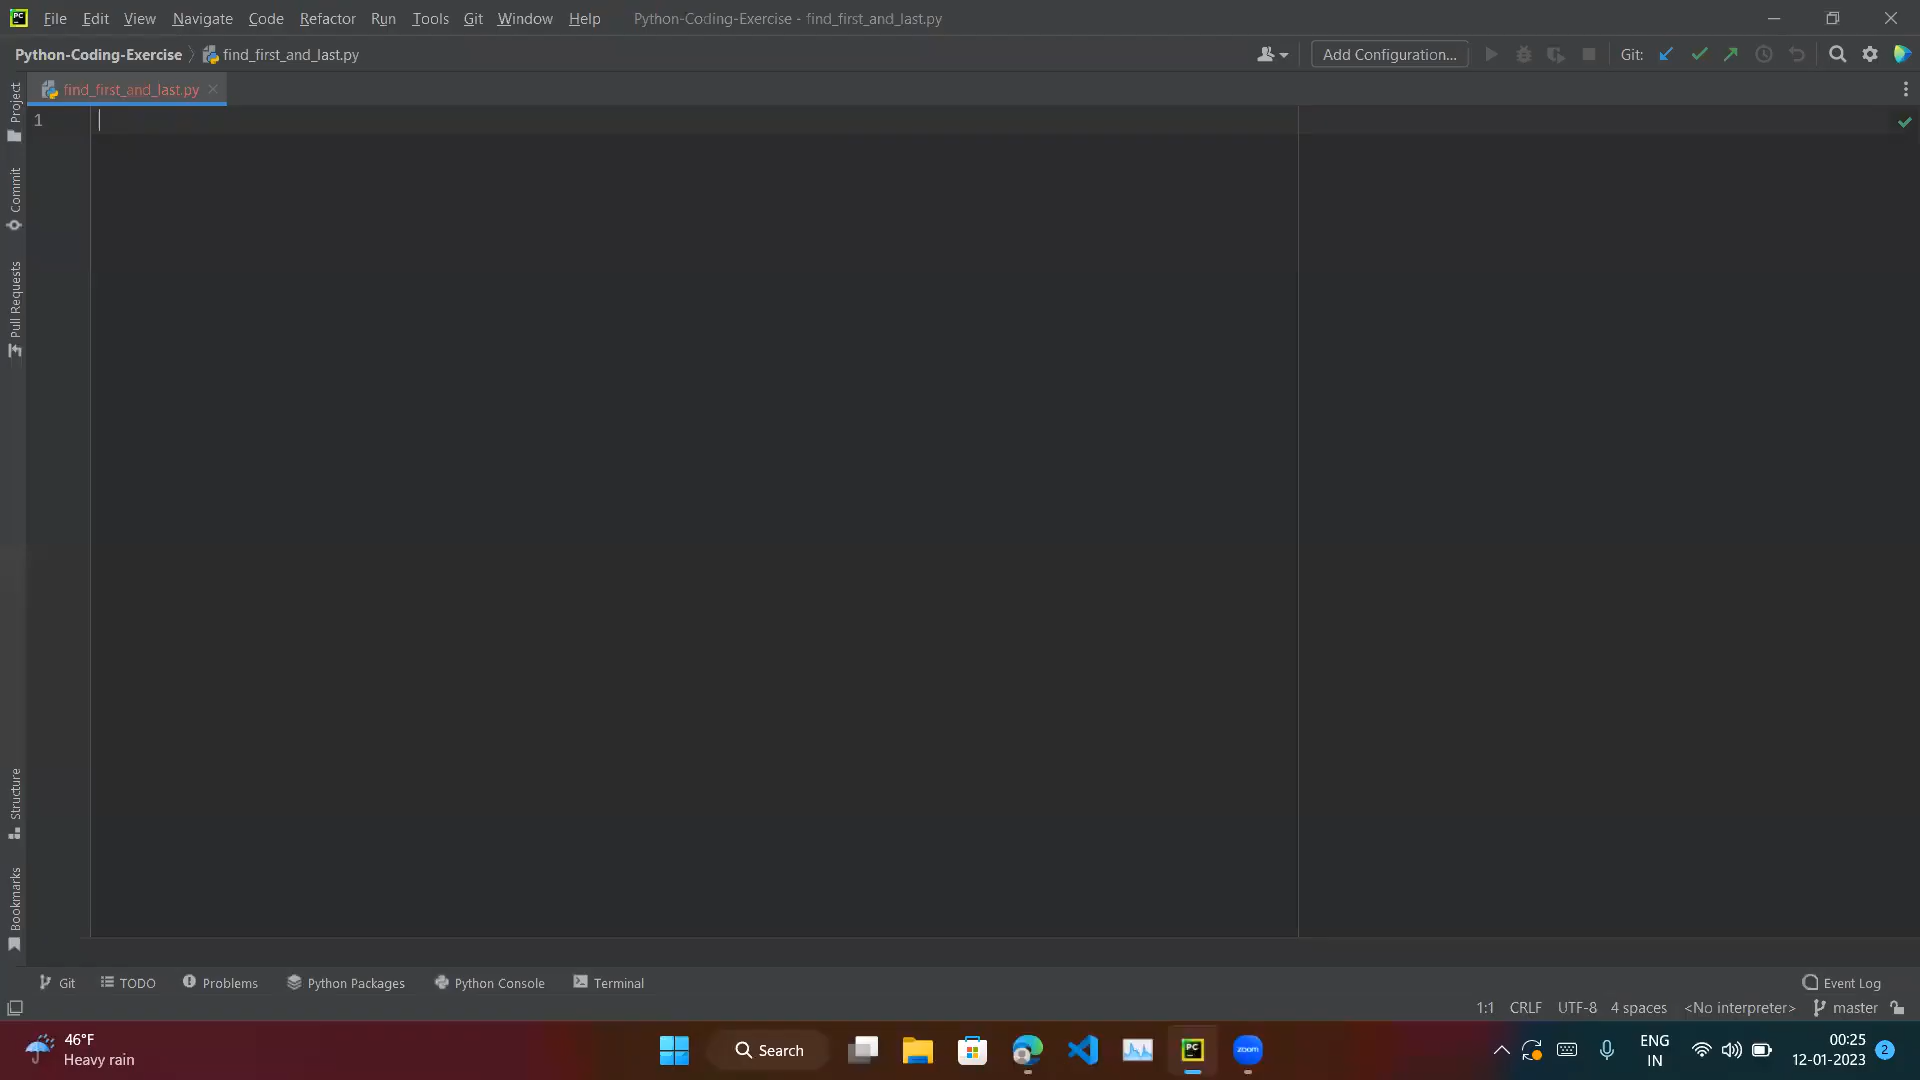 PC File Edit View Navigate Code Refactor Run Tools Git Window Help Python-Coding-Exercise - find_first_and_last.py
Python-Coding-Exercise find_first_and_last.py Add Configuration... Git:
find_first_and_last.py
1
Project
Commit
Pull Requests
Structure
Bookmarks
Git TODO Problems Python Packages Python Console Terminal Event Log
1:1 CRLF UTF-8 4 spaces <No interpreter> master
46°F
Heavy rain
Search
PC
zoom
ENG
IN
00:25
12-01-2023
2